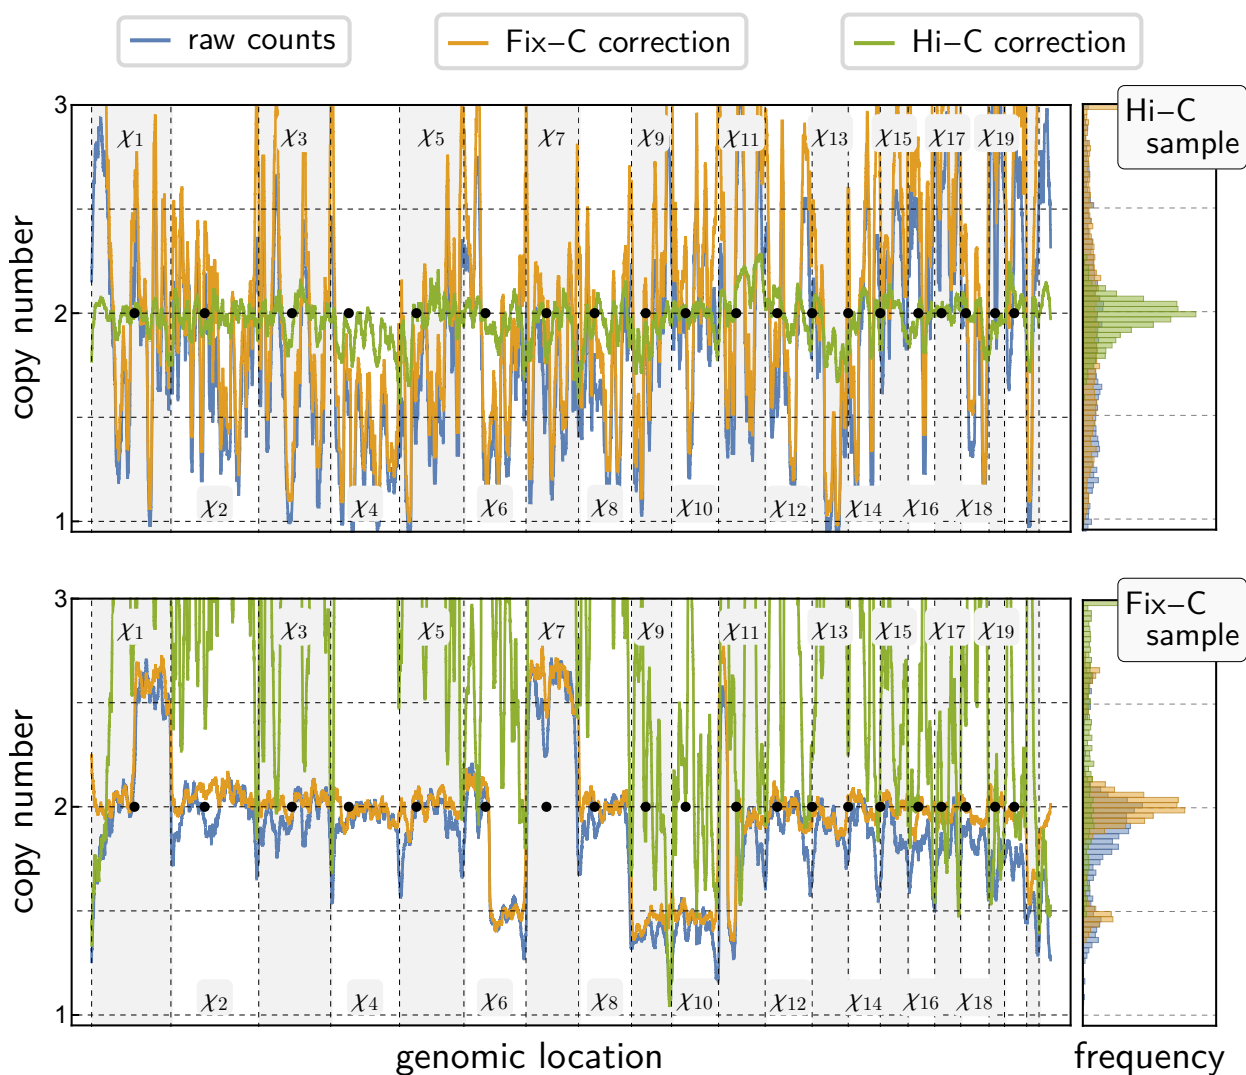 raw counts
Fix–C correction
Hi–C correction
copy number
3
2
1
χ1
χ3
χ5
χ7
χ9
χ11
χ13
χ15
χ17
χ19
χ2
χ4
χ6
χ8
χ10
χ12
χ14
χ16
χ18
Hi–C
sample
copy number
3
2
1
χ1
χ3
χ5
χ7
χ9
χ11
χ13
χ15
χ17
χ19
χ2
χ4
χ6
χ8
χ10
χ12
χ14
χ16
χ18
Fix–C
sample
genomic location
frequency